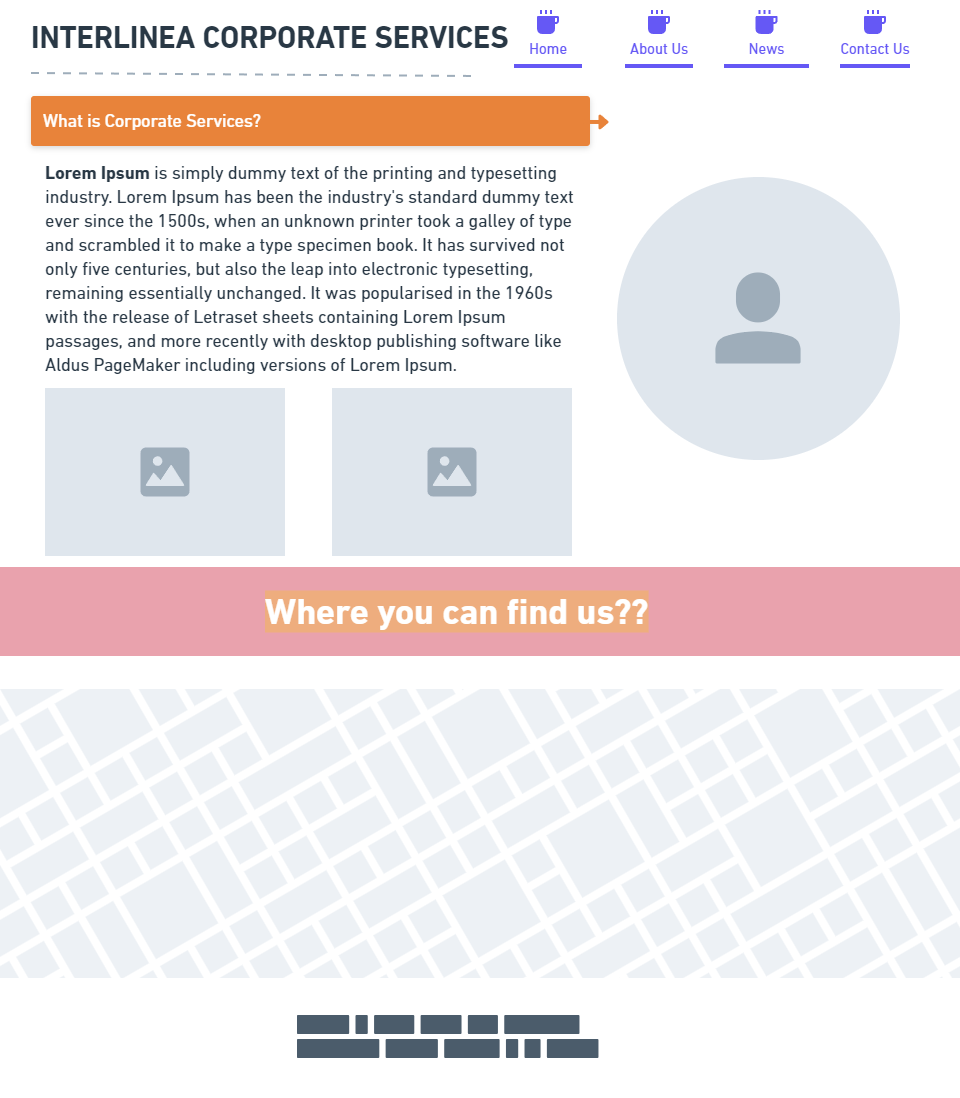 INTERLINEA CORPORATE SERVICES
Home
About Us
News
Contact Us
What is Corporate Services?
Lorem Ipsum is simply dummy text of the printing and typesetting
industry. Lorem Ipsum has been the industry's standard dummy text
ever since the 1500s, when an unknown printer took a galley of type
and scrambled it to make a type specimen book. It has survived not
only five centuries, but also the leap into electronic typesetting,
remaining essentially unchanged. It was popularised in the 1960s
with the release of Letraset sheets containing Lorem Ipsum
passages, and more recently with desktop publishing software like
Aldus PageMaker including versions of Lorem Ipsum.
Where you can find us??